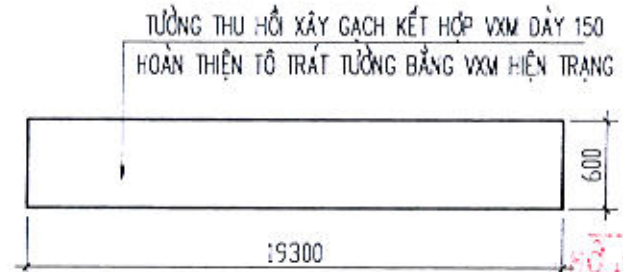 TƯỜNG THU HỒI XÂY GẠCH KẾT HỢP VXM DÀY 150
HOÀN THIỆN TÔ TRÁT TƯỜNG BẰNG VXM HIỆN TRẠNG
600
19300